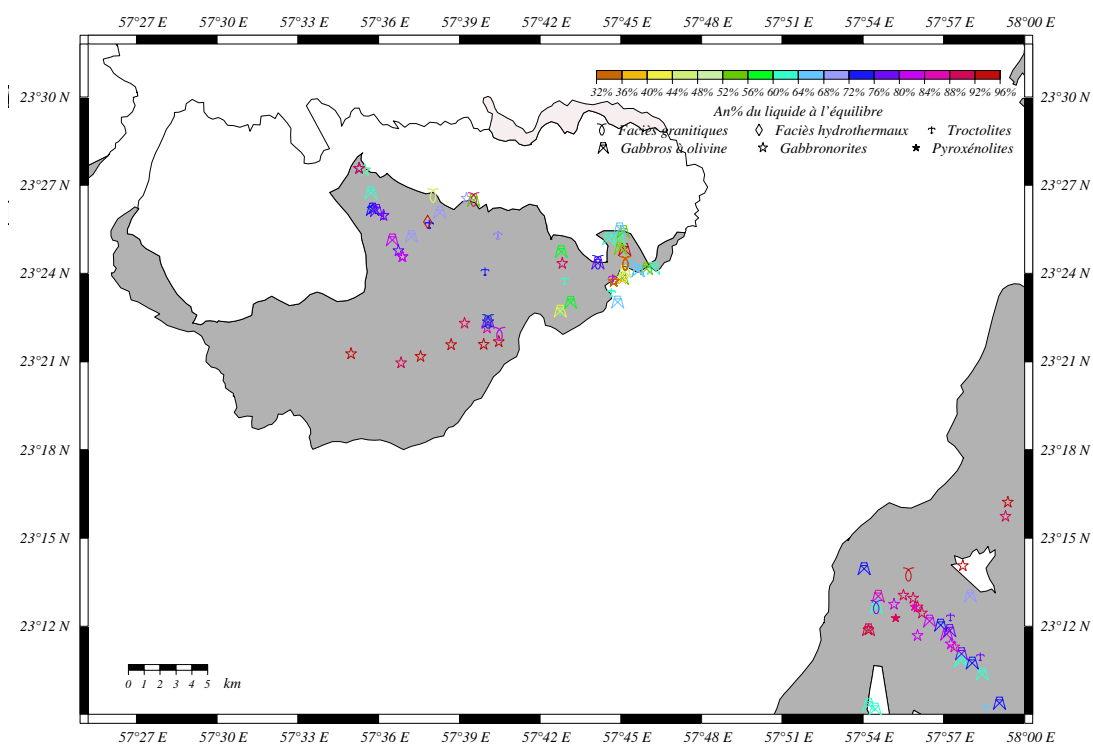 57°27' E 57°30' E 57°33' E 57°36' E 57°39' E 57°42' E 57°45' E 57°48' E 57°51' E 57°54' E 57°57' E 58°00' E
32% 36% 40% 44% 48% 52% 56% 60% 64% 68% 72% 76% 80% 84% 88% 92% 96%
An% du liquide à l'équilibre
Faciès granitiques Faciès hydrothermaux Troctolites
Gabbros à olivine Gabbronorites Pyroxénolites
23°30' N 23°30' N
23°27' N 23°27' N
23°24' N 23°24' N
23°21' N 23°21' N
23°18' N 23°18' N
23°15' N 23°15' N
23°12' N 23°12' N
0 1 2 3 4 5 km
57°27' E 57°30' E 57°33' E 57°36' E 57°39' E 57°42' E 57°45' E 57°48' E 57°51' E 57°54' E 57°57' E 58°00' E